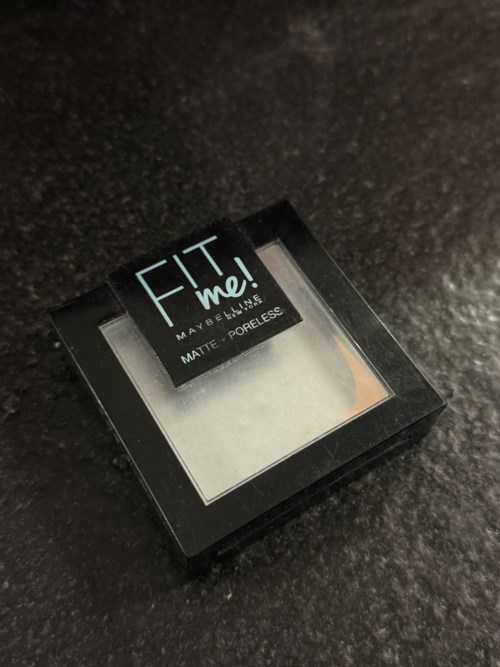 FIT
me!
MAYBELLINE
NEW YORK
MATTE + PORELESS